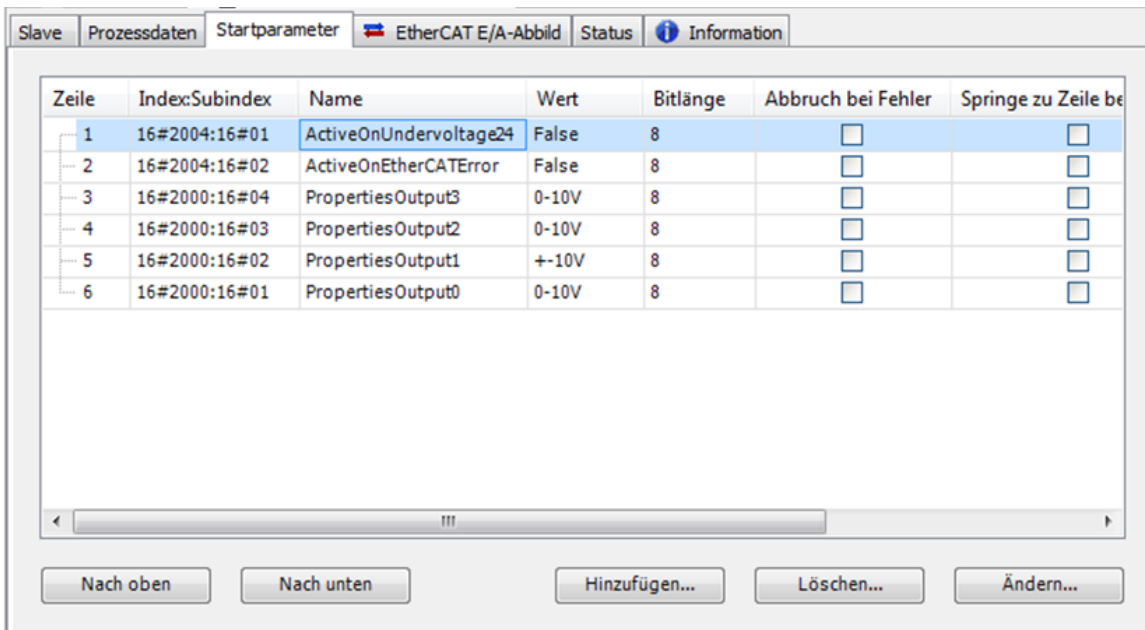 Slave Prozessdaten Startparameter EtherCAT E/A-Abbild Status Information
Zeile Index:Subindex Name Wert Bitlänge Abbruch bei Fehler Springe zu Zeile be
1 16#2004:16#01 ActiveOnUndervoltage24 False 8
2 16#2004:16#02 ActiveOnEtherCATError False 8
3 16#2000:16#04 PropertiesOutput3 0-10V 8
4 16#2000:16#03 PropertiesOutput2 0-10V 8
5 16#2000:16#02 PropertiesOutput1 +-10V 8
6 16#2000:16#01 PropertiesOutput0 0-10V 8
Nach oben Nach unten Hinzufügen... Löschen... Ändern...